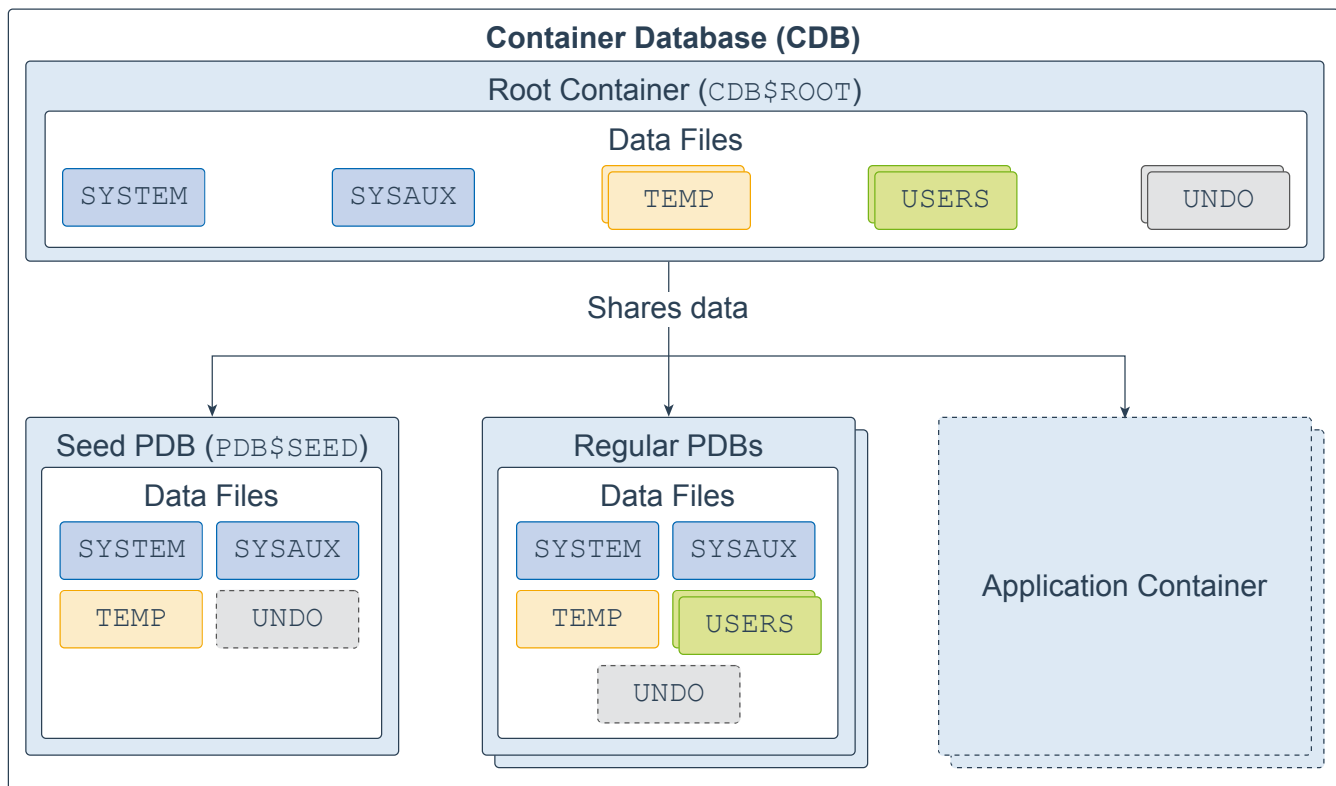 Container Database (CDB)
Root Container (CDB$ROOT)
Data Files
SYSTEM
SYSAUX
TEMP
USERS
UNDO
Shares data
Seed PDB (PDB$SEED)
Data Files
SYSTEM
SYSAUX
TEMP
UNDO
Regular PDBs
Data Files
SYSTEM
SYSAUX
TEMP
USERS
UNDO
Application Container